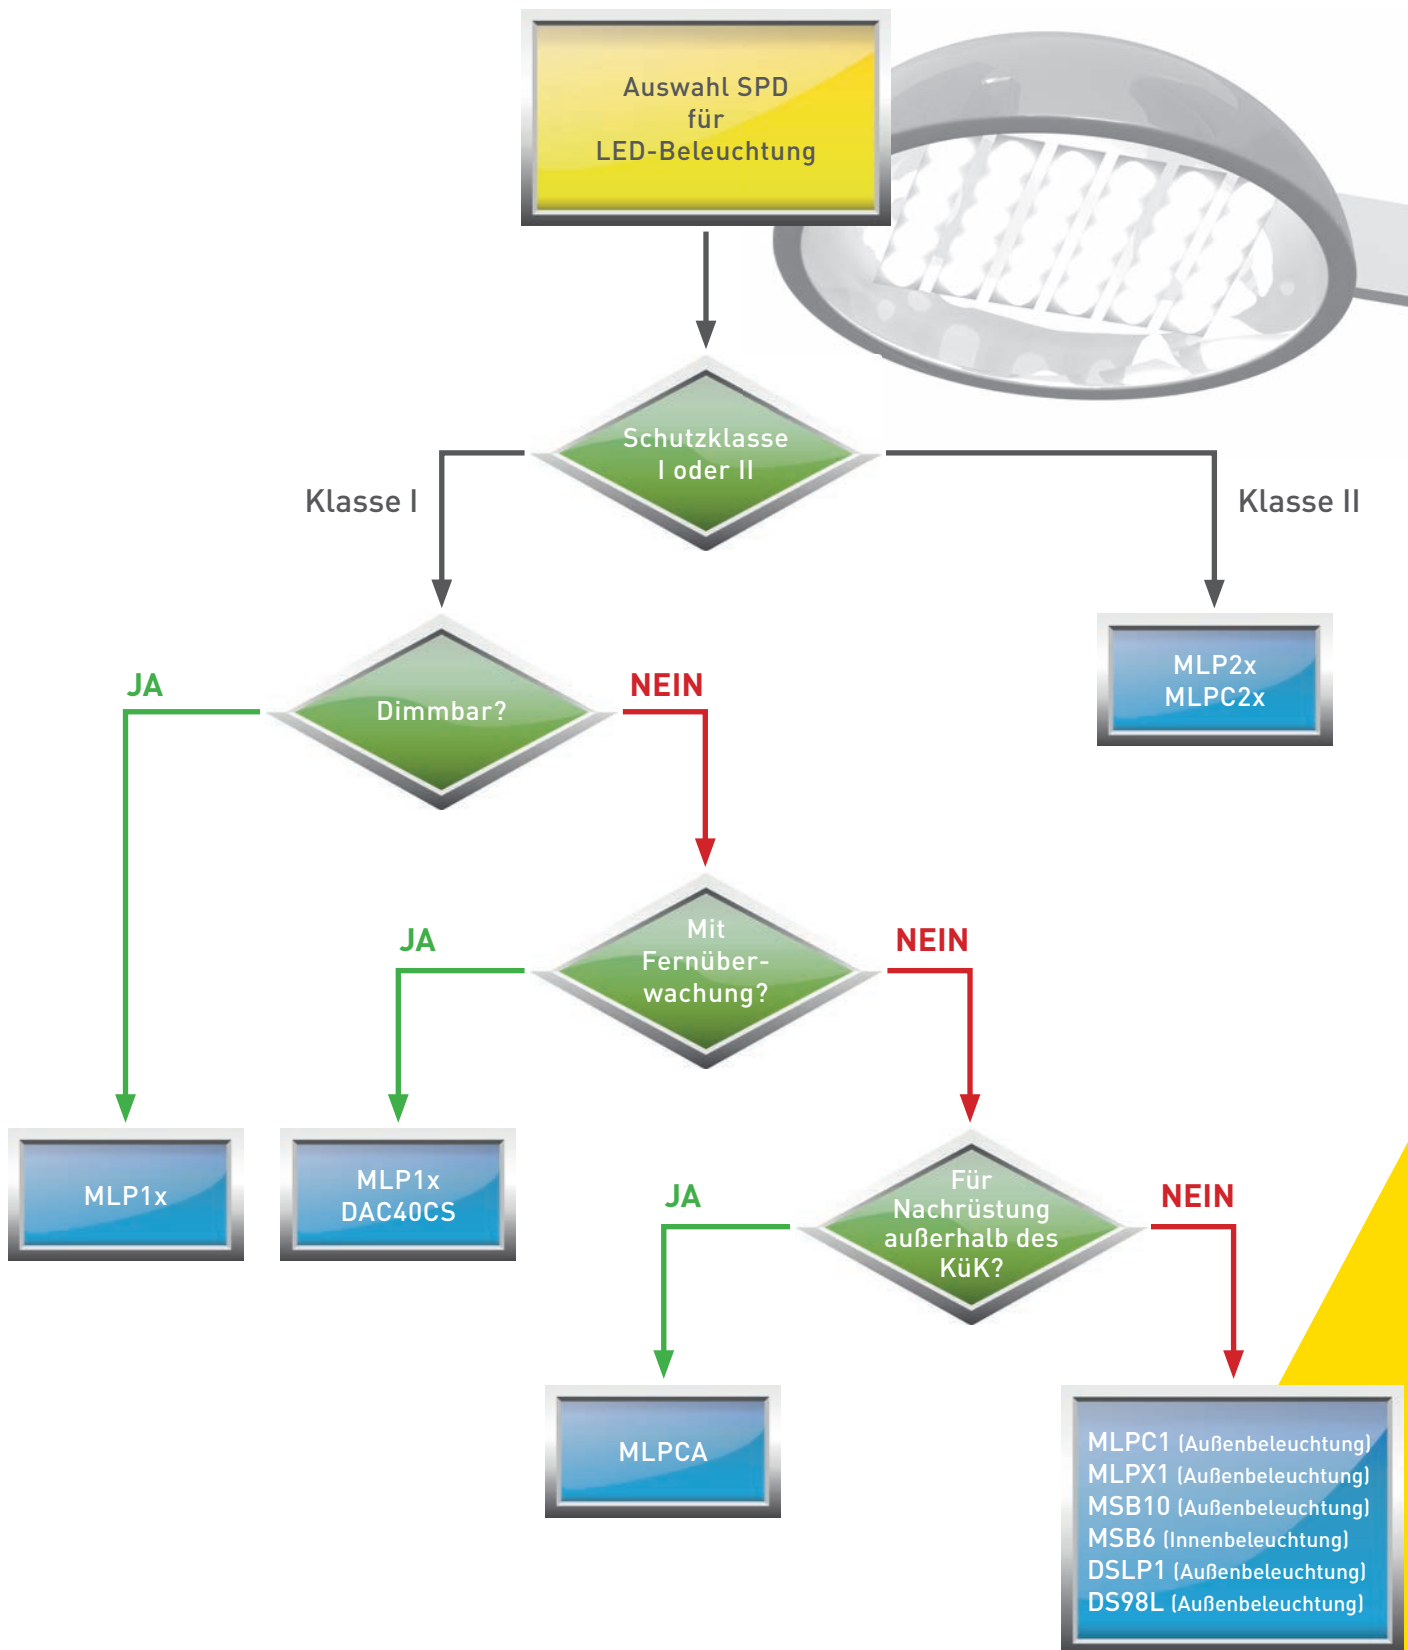 Auswahl SPD
für
LED-Beleuchtung
Schutzklasse
I oder II
Klasse I
Klasse II
MLP2x
MLPC2x
JA
NEIN
Dimmbar?
Mit
Fernüber-
wachung?
JA
NEIN
MLP1x
MLP1x
DAC40CS
Für
Nachrüstung
außerhalb des
KüK?
JA
NEIN
MLPCA
MLPC1 (Außenbeleuchtung)
MLPX1 (Außenbeleuchtung)
MSB10 (Außenbeleuchtung)
MSB6 (Innenbeleuchtung)
DSLP1 (Außenbeleuchtung)
DS98L (Außenbeleuchtung)